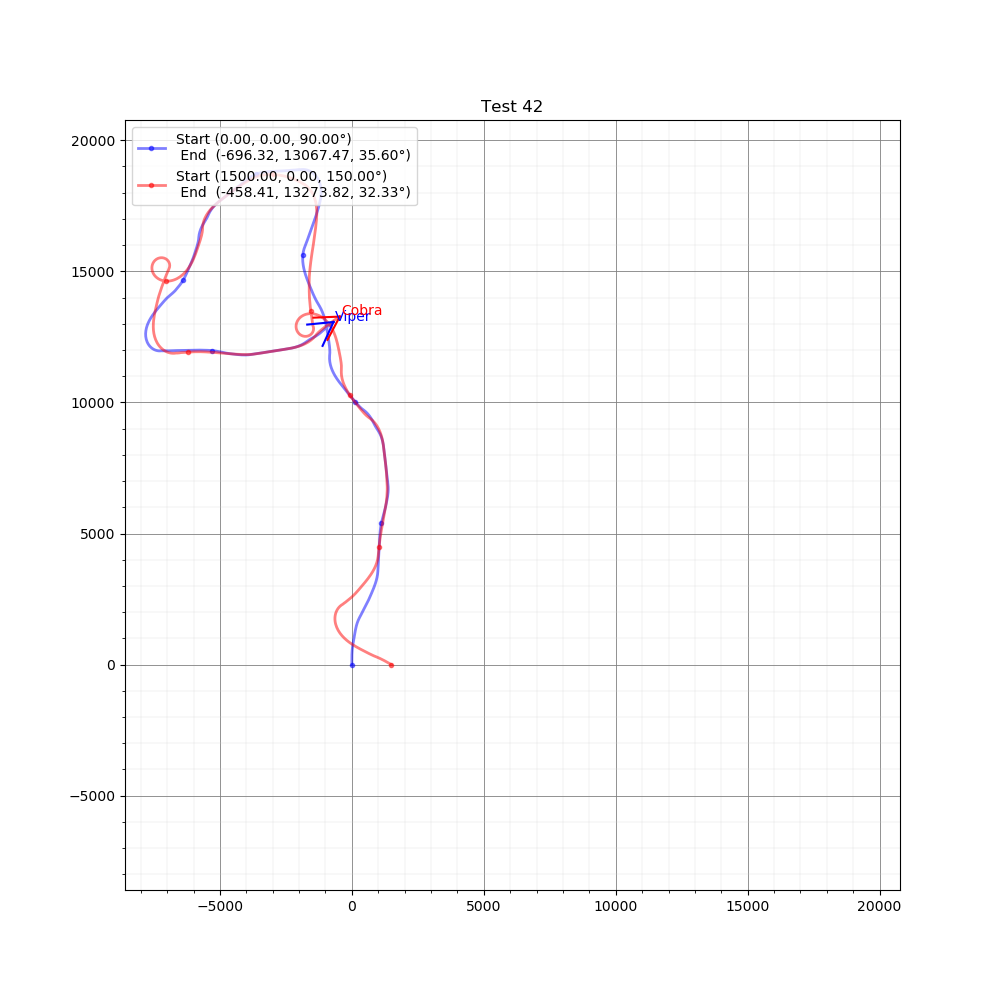 Test 42
Start (0.00, 0.00, 90.00°)
End (-696.32, 13067.47, 35.60°)
Start (1500.00, 0.00, 150.00°)
End (-458.41, 13273.82, 32.33°)
20000
15000
10000
5000
0
−5000
Cobra
Viper
−5000 0 5000 10000 15000 20000